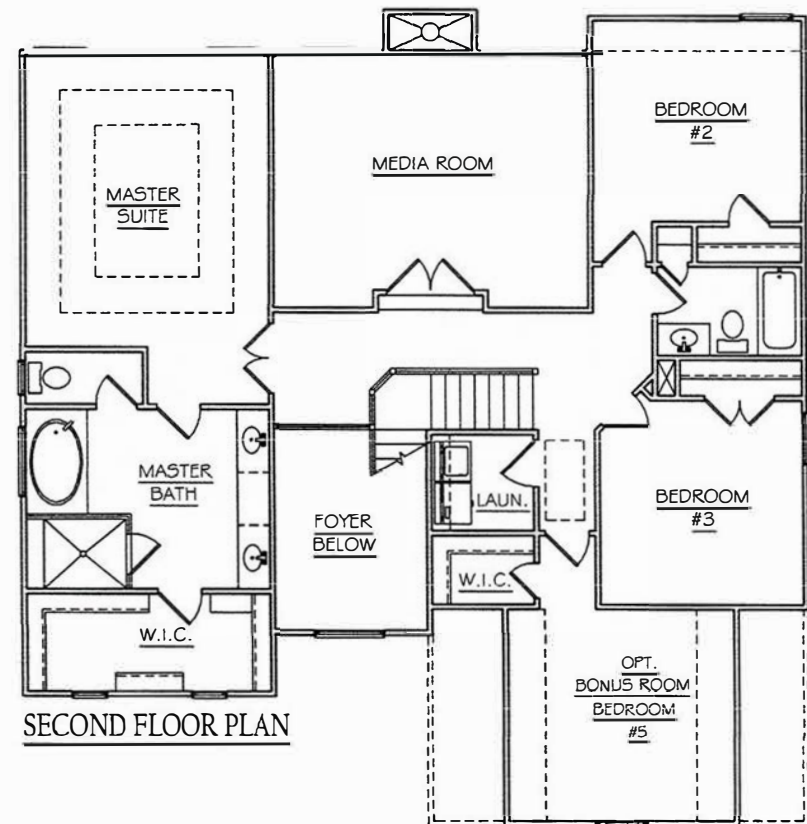 BEDROOM
#2
MEDIA ROOM
MASTER
SUITE
MASTER
BATH
LAUN.
BEDROOM
#3
FOYER
BELOW
W.I.C.
W.I.C.
OPT.
BONUS ROOM
BEDROOM
#5
SECOND FLOOR PLAN